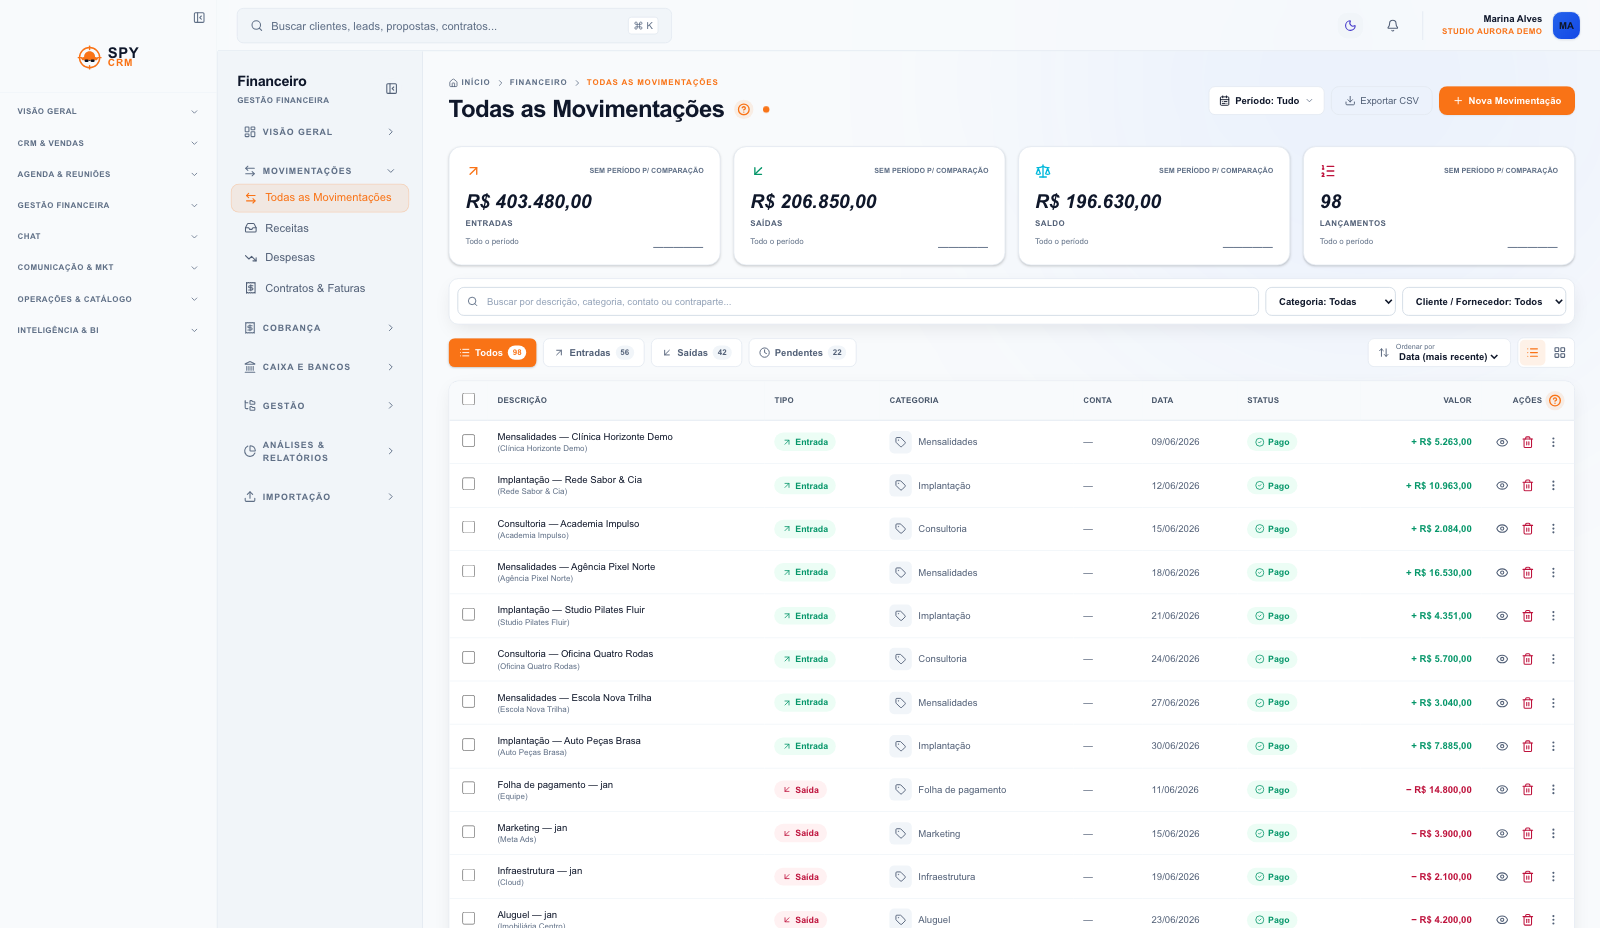 Buscar clientes, leads, propostas, contratos...
⌘ K
Marina Alves
STUDIO AURORA DEMO
MA
SPY
CRM
VISÃO GERAL
CRM & VENDAS
AGENDA & REUNIÕES
GESTÃO FINANCEIRA
CHAT
COMUNICAÇÃO & MKT
OPERAÇÕES & CATÁLOGO
INTELIGÊNCIA & BI
Financeiro
GESTÃO FINANCEIRA
VISÃO GERAL
MOVIMENTAÇÕES
Todas as Movimentações
Receitas
Despesas
Contratos & Faturas
COBRANÇA
CAIXA E BANCOS
GESTÃO
ANÁLISES &
RELATÓRIOS
IMPORTAÇÃO
INÍCIO > FINANCEIRO > TODAS AS MOVIMENTAÇÕES
Todas as Movimentações
Período: Tudo
Exportar CSV
+ Nova Movimentação
SEM PERÍODO P/ COMPARAÇÃO
R$ 403.480,00
ENTRADAS
Todo o período
SEM PERÍODO P/ COMPARAÇÃO
R$ 206.850,00
SAÍDAS
Todo o período
SEM PERÍODO P/ COMPARAÇÃO
R$ 196.630,00
SALDO
Todo o período
SEM PERÍODO P/ COMPARAÇÃO
98
LANÇAMENTOS
Todo o período
Buscar por descrição, categoria, contato ou contraparte...
Categoria: Todas
Cliente / Fornecedor: Todos
Todos 98
Entradas 56
Saídas 42
Pendentes 22
Ordenar por
Data (mais recente)
DESCRIÇÃO TIPO CATEGORIA CONTA DATA STATUS VALOR AÇÕES
Mensalidades — Clínica Horizonte Demo
(Clínica Horizonte Demo)
Entrada Mensalidades — 09/06/2026 Pago + R$ 5.263,00
Implantação — Rede Sabor & Cia
(Rede Sabor & Cia)
Entrada Implantação — 12/06/2026 Pago + R$ 10.963,00
Consultoria — Academia Impulso
(Academia Impulso)
Entrada Consultoria — 15/06/2026 Pago + R$ 2.084,00
Mensalidades — Agência Pixel Norte
(Agência Pixel Norte)
Entrada Mensalidades — 18/06/2026 Pago + R$ 16.530,00
Implantação — Studio Pilates Fluir
(Studio Pilates Fluir)
Entrada Implantação — 21/06/2026 Pago + R$ 4.351,00
Consultoria — Oficina Quatro Rodas
(Oficina Quatro Rodas)
Entrada Consultoria — 24/06/2026 Pago + R$ 5.700,00
Mensalidades — Escola Nova Trilha
(Escola Nova Trilha)
Entrada Mensalidades — 27/06/2026 Pago + R$ 3.040,00
Implantação — Auto Peças Brasa
(Auto Peças Brasa)
Entrada Implantação — 30/06/2026 Pago + R$ 7.885,00
Folha de pagamento — jan
(Equipe)
Saída Folha de pagamento — 11/06/2026 Pago − R$ 14.800,00
Marketing — jan
(Meta Ads)
Saída Marketing — 15/06/2026 Pago − R$ 3.900,00
Infraestrutura — jan
(Cloud)
Saída Infraestrutura — 19/06/2026 Pago − R$ 2.100,00
Aluguel — jan
(Imobiliária Centro)
Saída Aluguel — 23/06/2026 Pago − R$ 4.200,00